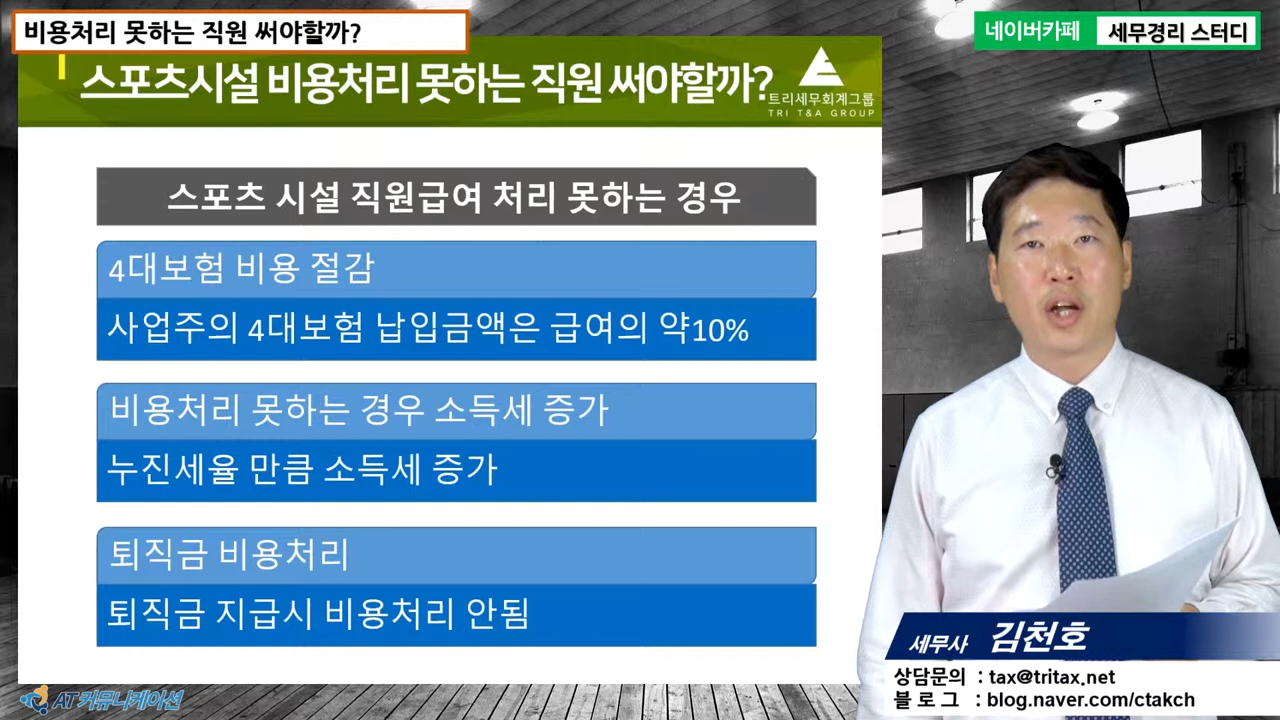 비용처리 못하는 직원 써야할까?
네이버카페 세무경리 스터디
스포츠시설 비용처리 못하는 직원 써야할까?
트리세무회계그룹
TRI T&A GROUP
스포츠 시설 직원급여 처리 못하는 경우
4대보험 비용 절감
사업주의 4대보험 납입금액은 급여의 약10%
비용처리 못하는 경우 소득세 증가
누진세율 만큼 소득세 증가
퇴직금 비용처리
퇴직금 지급시 비용처리 안됨
세무사 김천호
상담문의 : tax@tritax.net
블로그 : blog.naver.com/ctakch
AT커뮤니케이션